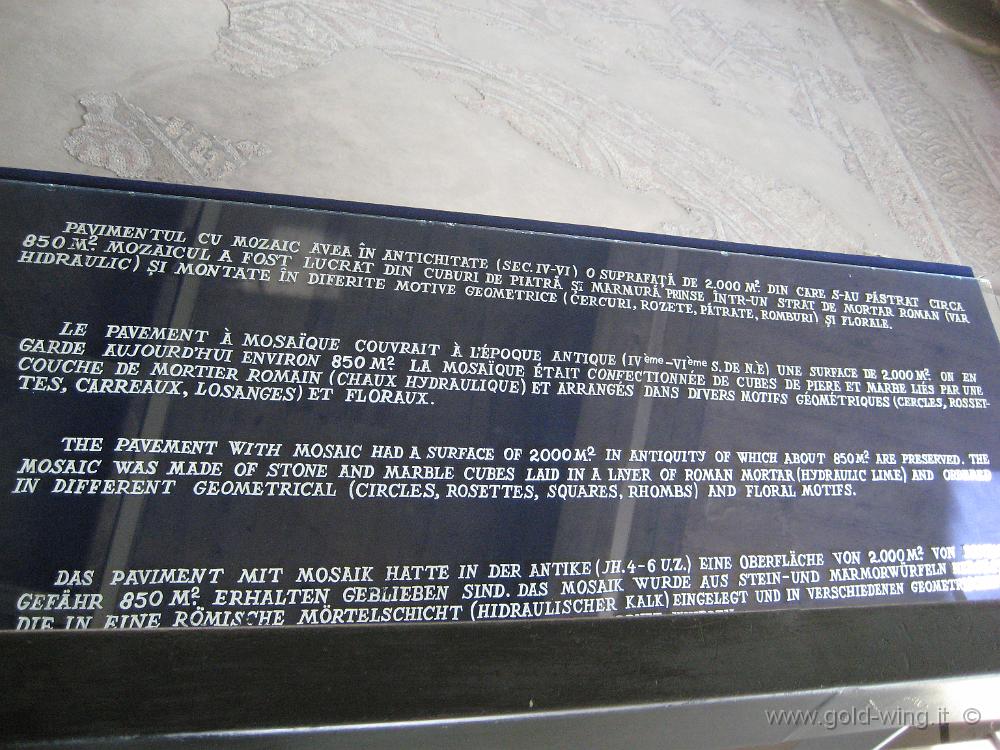 PAVIMENTUL CU MOZAIC AVEA ÎN ANTICHITATE (SEC. IV-VI) O SUPRAFAŢĂ DE 2.000 M². DIN CARE S-AU PĂSTRAT CIRCA
850 M². MOZAICUL A FOST LUCRAT DIN CUBURI DE PIATRĂ ŞI MARMURĂ PRINSE ÎNTR-UN STRAT DE MORTAR ROMAN (VAR
HIDRAULIC) ŞI MONTATE ÎN DIFERITE MOTIVE GEOMETRICE (CERCURI, ROZETE, PĂTRATE, ROMBURI) ŞI FLORALE.
LE PAVEMENT À MOSAÏQUE COUVRAIT À L'ÉPOQUE ANTIQUE (IVème-VIème S. DE N.È) UNE SURFACE DE 2.000 M². ON EN
GARDE AUJOURD'HUI ENVIRON 850 M². LA MOSAÏQUE ÉTAIT CONFECTIONNÉE DE CUBES DE PIERE ET MARBE LIÉS PAR UNE
COUCHE DE MORTIER ROMAIN (CHAUX HYDRAULIQUE) ET ARRANGÉS DANS DIVERS MOTIFS GÉOMÉTRIQUES (CERCLES, ROSSET-
TES, CARREAUX, LOSANGES) ET FLORAUX.
THE PAVEMENT WITH MOSAIC HAD A SURFACE OF 2000 M². IN ANTIQUITY OF WHICH ABOUT 850 M². ARE PRESERVED. THE
MOSAIC WAS MADE OF STONE AND MARBLE CUBES LAID IN A LAYER OF ROMAN MORTAR (HYDRAULIC LIME) AND
IN DIFFERENT GEOMETRICAL (CIRCLES, ROSETTES, SQUARES, RHOMBS) AND FLORAL MOTIFS.
DAS PAVIMENT MIT MOSAIK HATTE IN DER ANTIKE (JH. 4-6 U.Z.) EINE OBERFLÄCHE VON 2.000 M². VON
GEFÄHR 850 M². ERHALTEN GEBLIEBEN SIND. DAS MOSAIK WURDE AUS STEIN-UND MARMORWÜRFELN
DIE IN EINE RÖMISCHE MÖRTELSCHICHT (HIDRAULISCHER KALK) EINGELEGT UND IN VERSCHIEDENEN
www.gold-wing.it ©